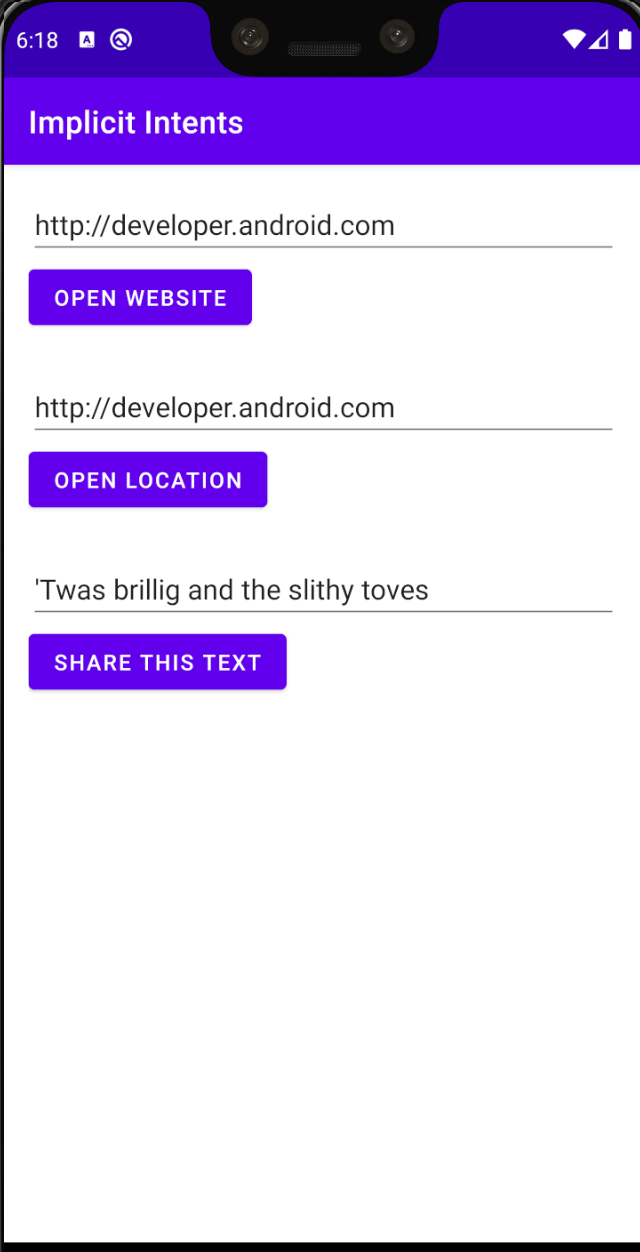 6:18
Implicit Intents
http://developer.android.com
OPEN WEBSITE
http://developer.android.com
OPEN LOCATION
'Twas brillig and the slithy toves
SHARE THIS TEXT